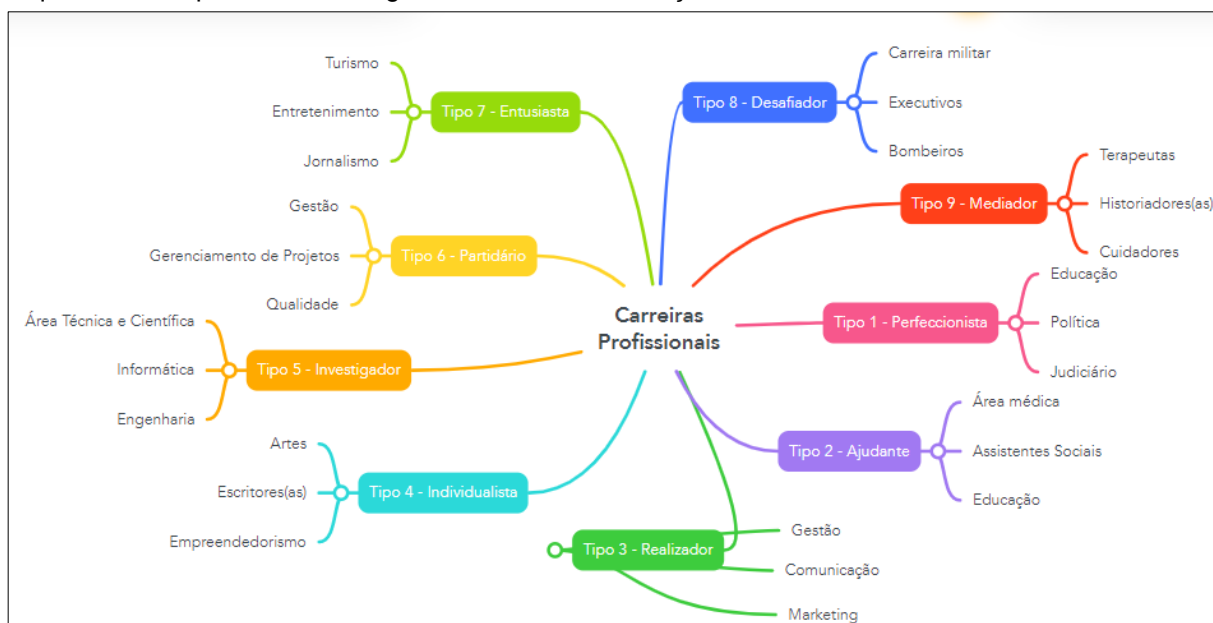 Turismo
Entretenimento
Jornalismo
Tipo 7 - Entusiasta
Carreira militar
Executivos
Bombeiros
Tipo 8 - Desafiador
Terapeutas
Historiadores(as)
Cuidadores
Tipo 9 - Mediador
Gestão
Gerenciamento de Projetos
Qualidade
Tipo 6 - Partidário
Carreiras
Profissionais
Educação
Política
Judiciário
Tipo 1 - Perfeccionista
Área Técnica e Científica
Informática
Engenharia
Tipo 5 - Investigador
Área médica
Assistentes Sociais
Educação
Tipo 2 - Ajudante
Artes
Escritores(as)
Empreendedorismo
Tipo 4 - Individualista
Tipo 3 - Realizador
Gestão
Comunicação
Marketing